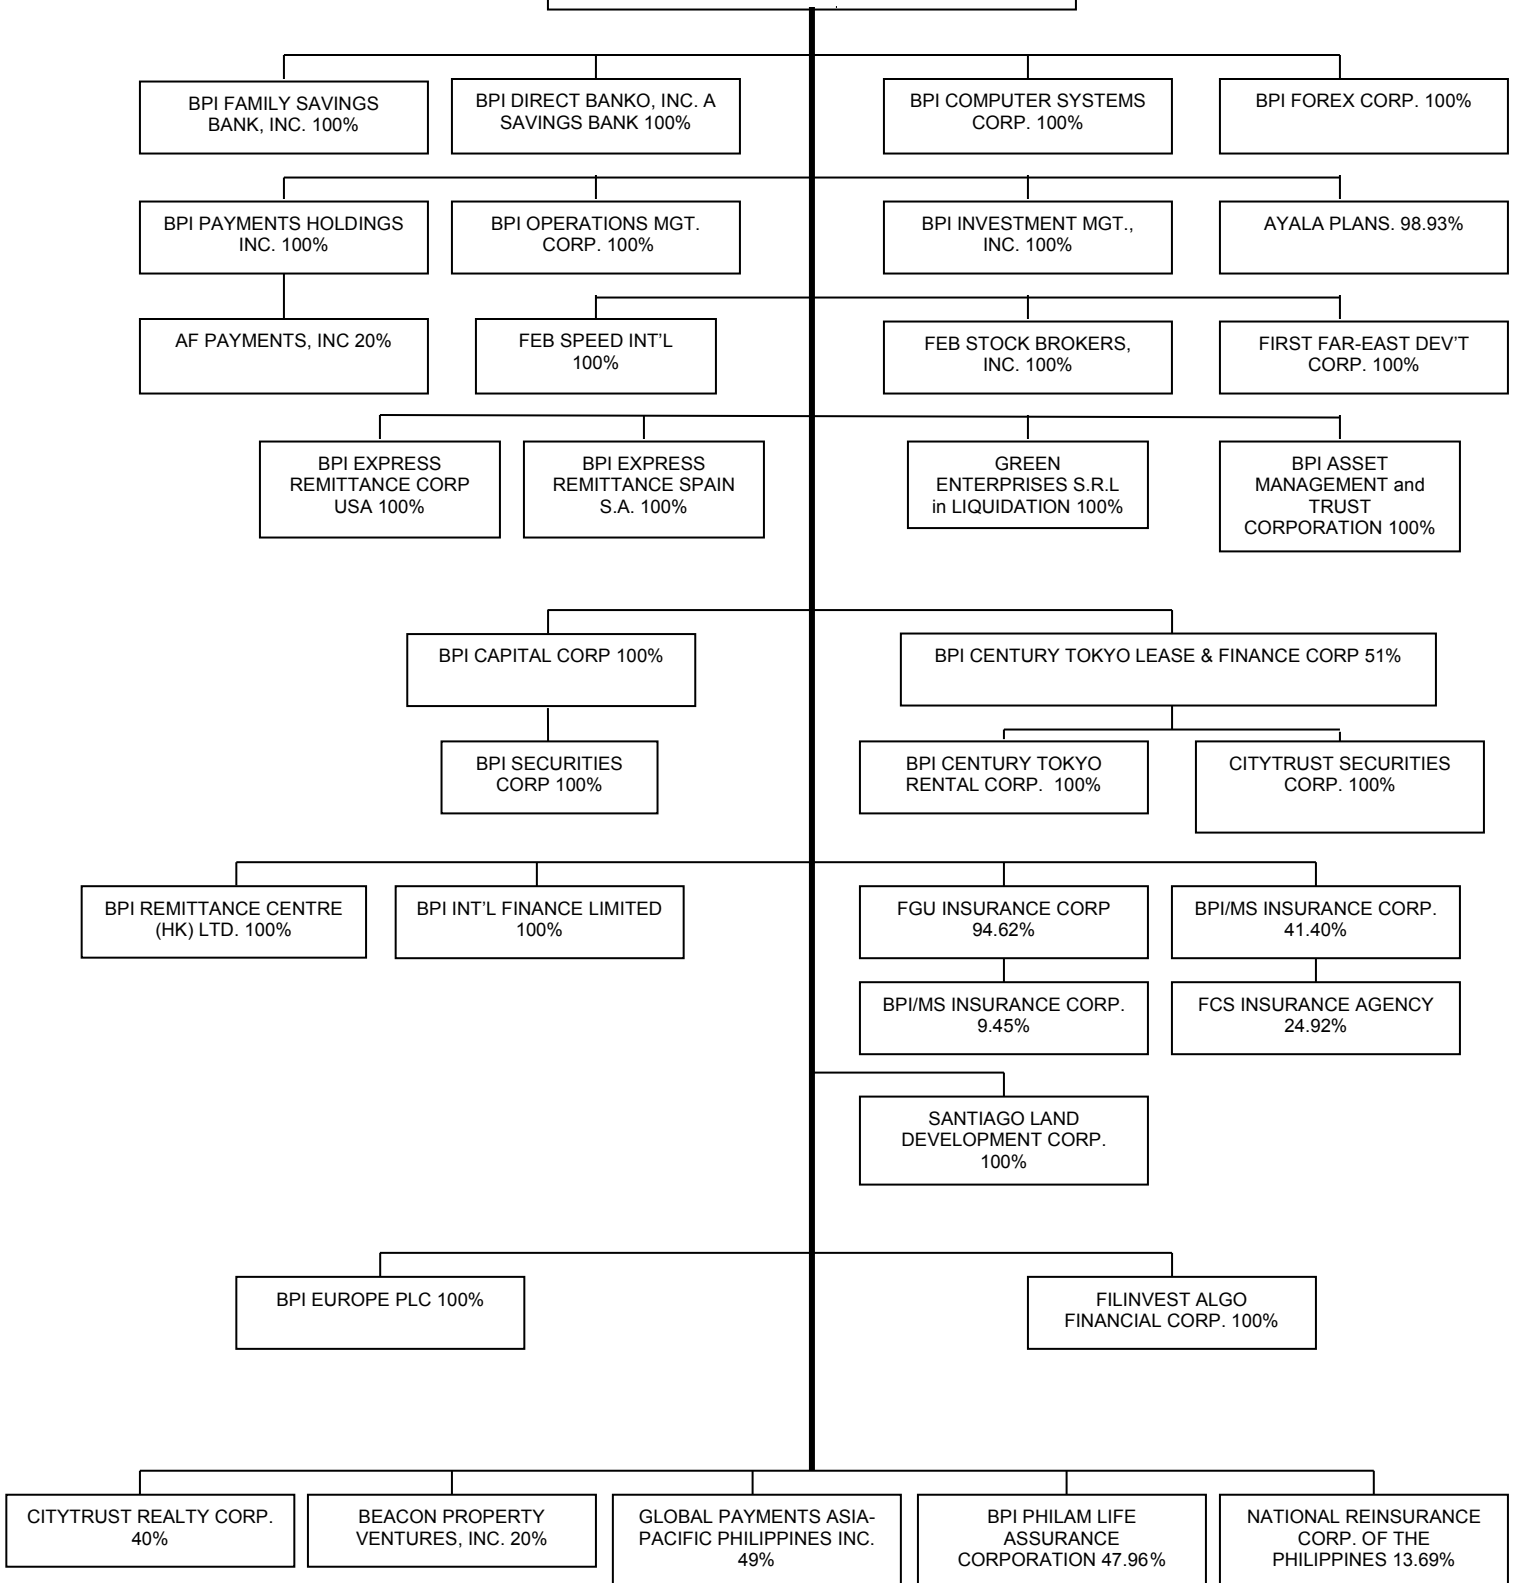 BPI FAMILY SAVINGS
BANK, INC. 100%
BPI DIRECT BANKO, INC. A
SAVINGS BANK 100%
BPI COMPUTER SYSTEMS
CORP. 100%
BPI FOREX CORP. 100%
BPI PAYMENTS HOLDINGS
INC. 100%
BPI OPERATIONS MGT.
CORP. 100%
BPI INVESTMENT MGT.,
INC. 100%
AYALA PLANS. 98.93%
AF PAYMENTS, INC 20%
FEB SPEED INT'L
100%
FEB STOCK BROKERS,
INC. 100%
FIRST FAR-EAST DEV'T
CORP. 100%
BPI EXPRESS
REMITTANCE CORP
USA 100%
BPI EXPRESS
REMITTANCE SPAIN
S.A. 100%
GREEN
ENTERPRISES S.R.L
in LIQUIDATION 100%
BPI ASSET
MANAGEMENT and
TRUST
CORPORATION 100%
BPI CAPITAL CORP 100%
BPI CENTURY TOKYO LEASE & FINANCE CORP 51%
BPI SECURITIES
CORP 100%
BPI CENTURY TOKYO
RENTAL CORP. 100%
CITYTRUST SECURITIES
CORP. 100%
BPI REMITTANCE CENTRE
(HK) LTD. 100%
BPI INT'L FINANCE LIMITED
100%
FGU INSURANCE CORP
94.62%
BPI/MS INSURANCE CORP.
41.40%
BPI/MS INSURANCE CORP.
9.45%
FCS INSURANCE AGENCY
24.92%
SANTIAGO LAND
DEVELOPMENT CORP.
100%
BPI EUROPE PLC 100%
FILINVEST ALGO
FINANCIAL CORP. 100%
CITYTRUST REALTY CORP.
40%
BEACON PROPERTY
VENTURES, INC. 20%
GLOBAL PAYMENTS ASIA-
PACIFIC PHILIPPINES INC.
49%
BPI PHILAM LIFE
ASSURANCE
CORPORATION 47.96%
NATIONAL REINSURANCE
CORP. OF THE
PHILIPPINES 13.69%